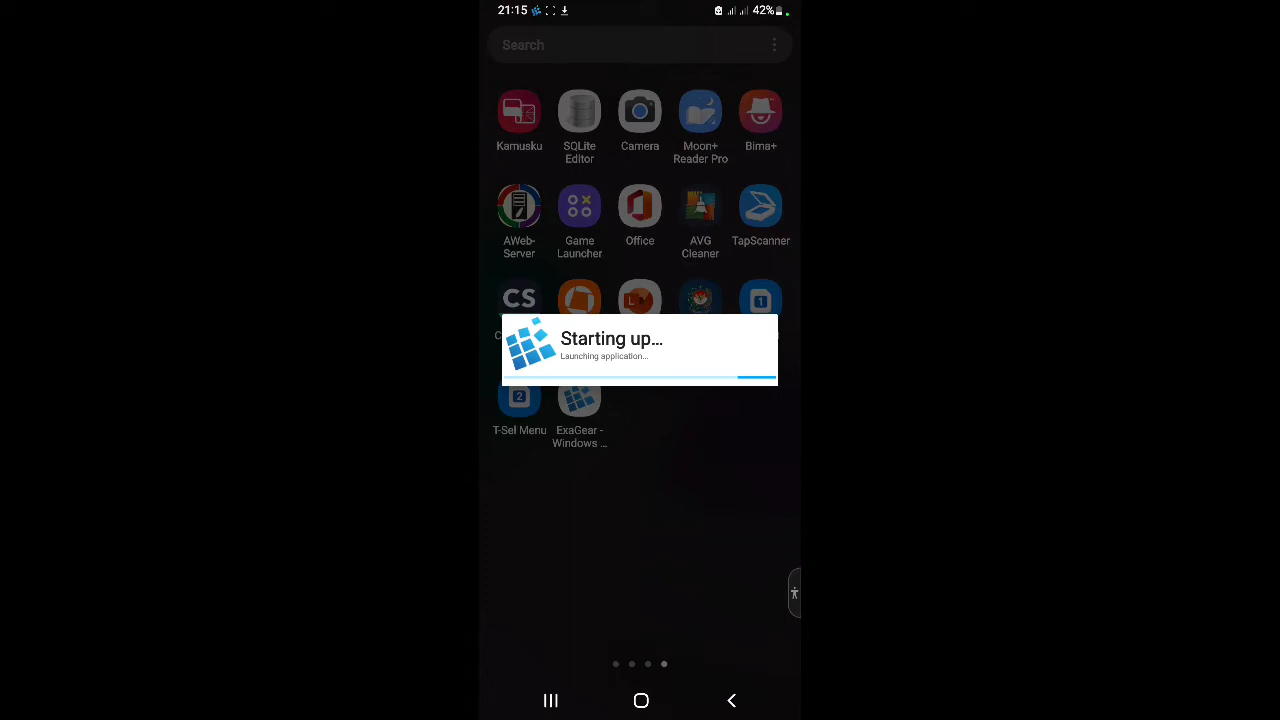 21:15
42%
Search
Kamusku
SQLite
Editor
Camera
Moon+
Reader Pro
Bima+
AWeb-
Server
Game
Launcher
Office
AVG
Cleaner
TapScanner
CS
Starting up...
Launching application...
T-Sel Menu
ExaGear -
Windows ...